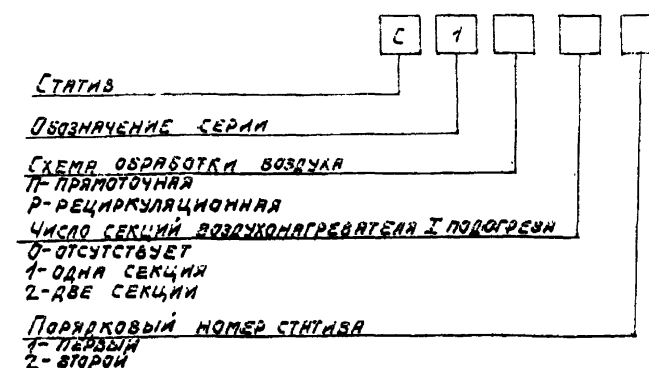 С 1
Статив
Обозначение серии
Схема обработки воздуха
П-прямоточная
Р-рециркуляционная
Число секций воздухонагревателя I подогрева
0-отсутствует
1-одна секция
2-две секции
Порядковый номер статива
1-первый
2-второй